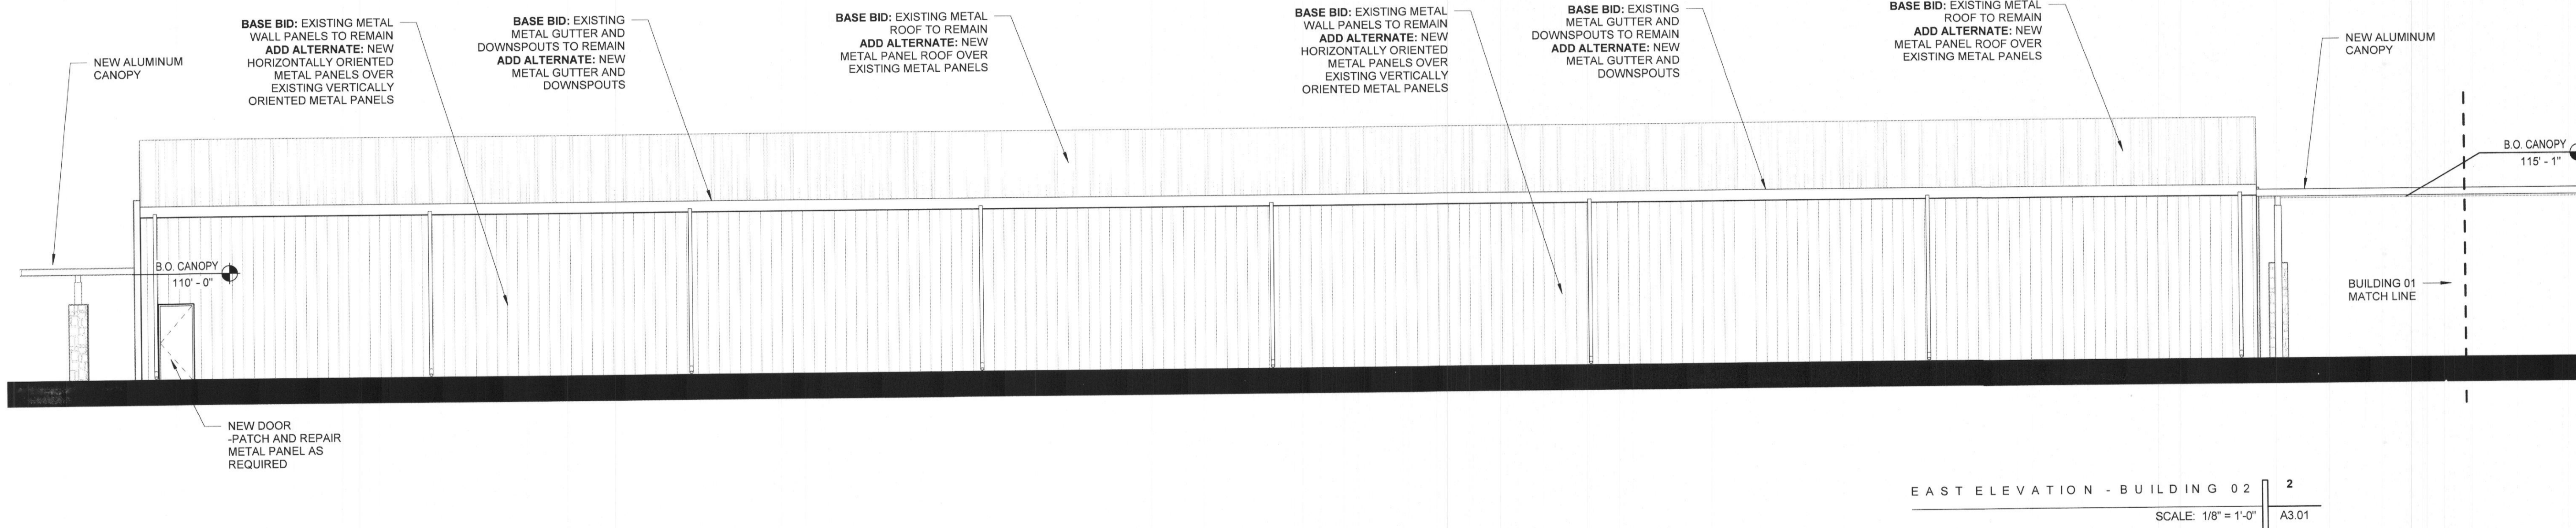 NEW ALUMINUM
CANOPY
BASE BID: EXISTING METAL
WALL PANELS TO REMAIN
ADD ALTERNATE: NEW
HORIZONTALLY ORIENTED
METAL PANELS OVER
EXISTING VERTICALLY
ORIENTED METAL PANELS
BASE BID: EXISTING
METAL GUTTER AND
DOWNSPOUTS TO REMAIN
ADD ALTERNATE: NEW
METAL GUTTER AND
DOWNSPOUTS
BASE BID: EXISTING METAL
ROOF TO REMAIN
ADD ALTERNATE: NEW
METAL PANEL ROOF OVER
EXISTING METAL PANELS
BASE BID: EXISTING METAL
WALL PANELS TO REMAIN
ADD ALTERNATE: NEW
HORIZONTALLY ORIENTED
METAL PANELS OVER
EXISTING VERTICALLY
ORIENTED METAL PANELS
BASE BID: EXISTING
METAL GUTTER AND
DOWNSPOUTS TO REMAIN
ADD ALTERNATE: NEW
METAL GUTTER AND
DOWNSPOUTS
BASE BID: EXISTING METAL
ROOF TO REMAIN
ADD ALTERNATE: NEW
METAL PANEL ROOF OVER
EXISTING METAL PANELS
NEW ALUMINUM
CANOPY
B.O. CANOPY
115' - 1"
B.O. CANOPY
110' - 0"
BUILDING 01
MATCH LINE
NEW DOOR
-PATCH AND REPAIR
METAL PANEL AS
REQUIRED
EAST ELEVATION - BUILDING 02
2
SCALE: 1/8" = 1'-0"
A3.01